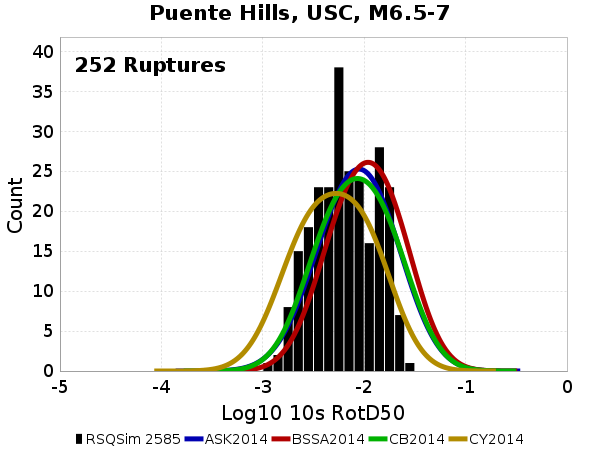 Puente Hills, USC, M6.5-7
252 Ruptures
Count
40
35
30
25
20
15
10
5
0
-5 -4 -3 -2 -1 0
Log10 10s RotD50
RSQSim 2585 ASK2014 BSSA2014 CB2014 CY2014